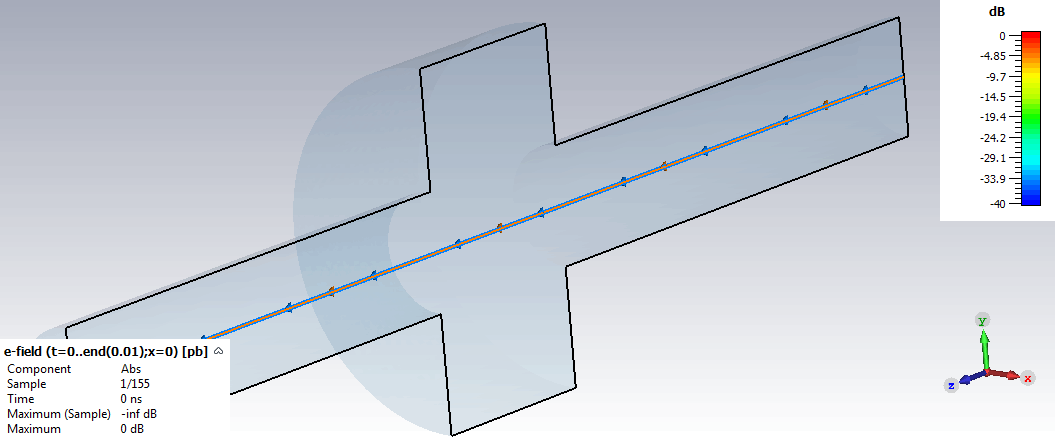 dB
0
-4.85
-9.7
-14.5
-19.4
-24.2
-29.1
-33.9
-40
y
z
x
e-field (t=0..end(0.01);x=0) [pb]
Component Abs
Sample 1/155
Time 0 ns
Maximum (Sample) -inf dB
Maximum 0 dB